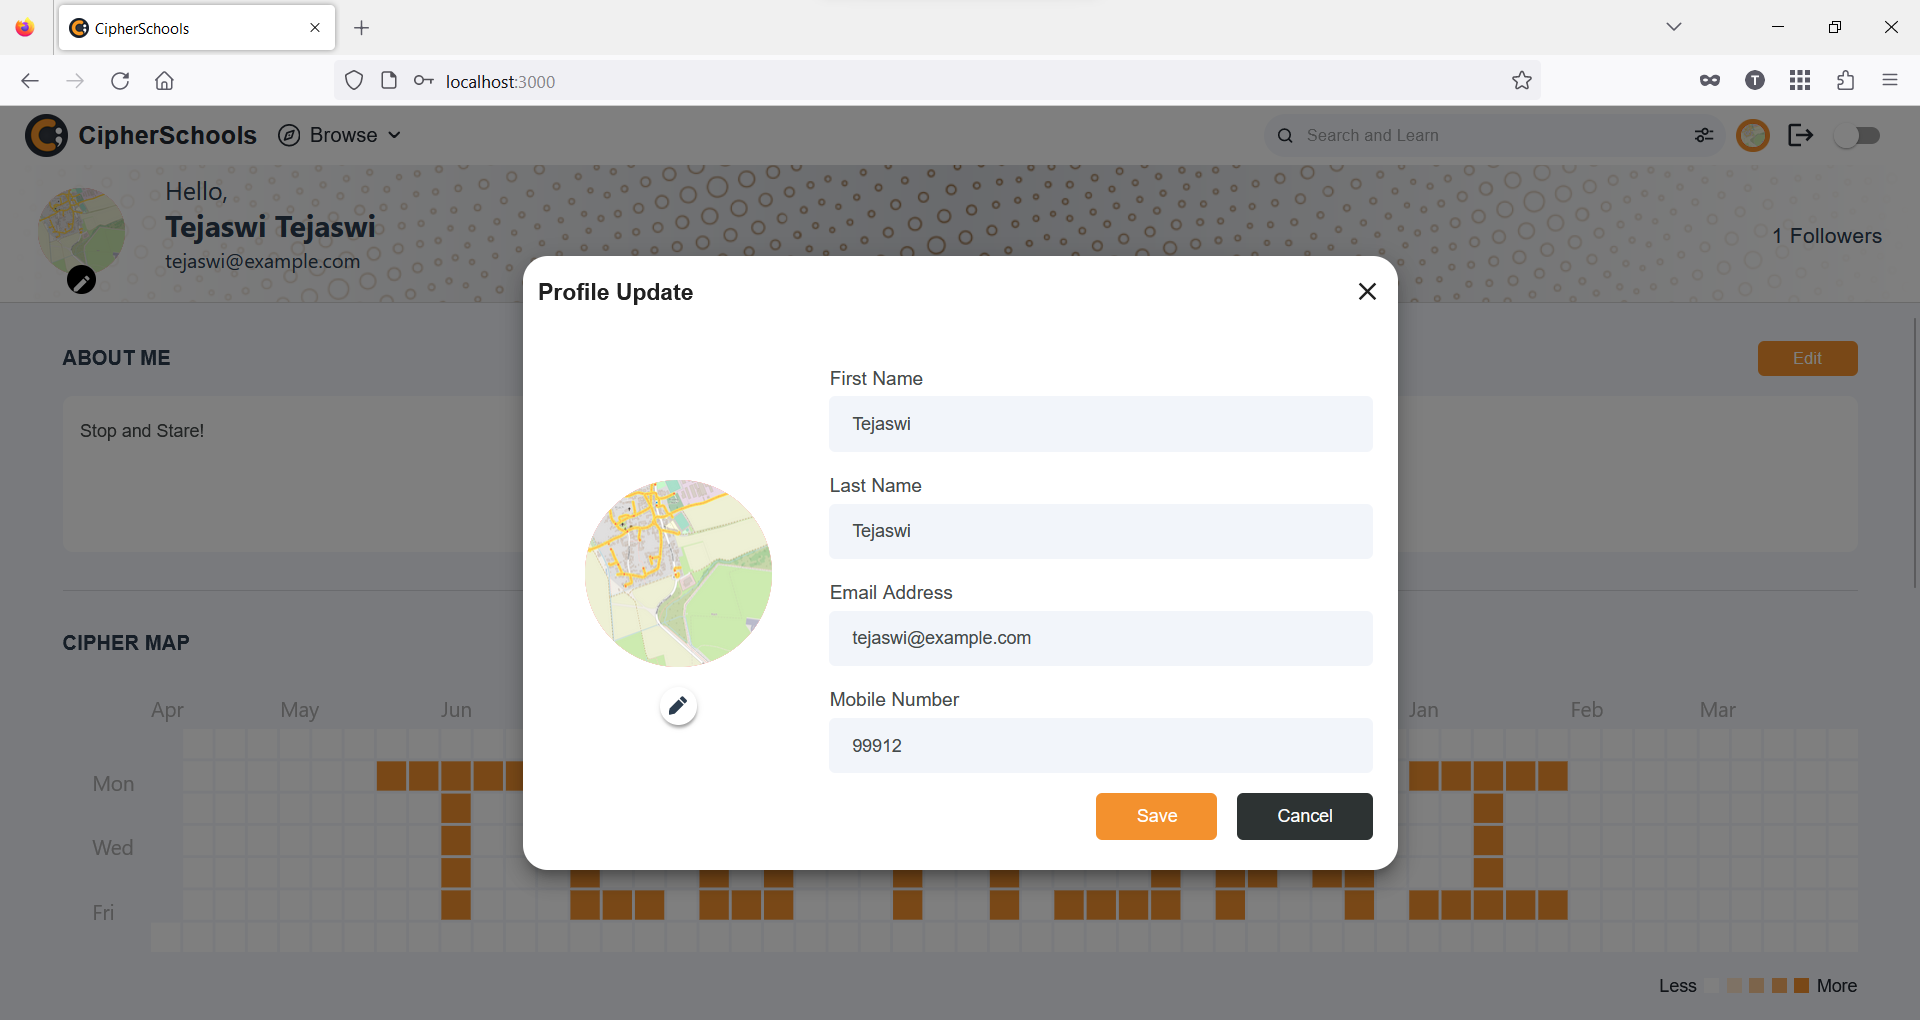 CipherSchools
localhost:3000
T
CipherSchools
Browse
Search and Learn
Hello,
Tejaswi Tejaswi
tejaswi@example.com
1 Followers
ABOUT ME
Edit
Stop and Stare!
Profile Update
First Name
Tejaswi
Last Name
Tejaswi
Email Address
tejaswi@example.com
Mobile Number
99912
Save
Cancel
CIPHER MAP
Apr May Jun Jan Feb Mar
Mon
Wed
Fri
Less More